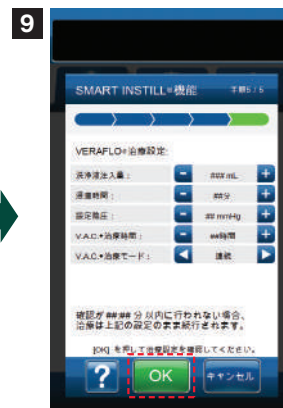 9
SMART INSTILL®機能 手順5/5
VERAFLO®治療設定:
洗浄液注入量： - ### mL +
浸漬時間： - ##分 +
設定陰圧： - ## mmHg +
V.A.C.®治療時間： - ##時間 +
V.A.C.®治療モード： 連続
確認が ##:## 分以内に行われない場合、
治療は上記の設定のまま続行されます。
[OK] を押して治療設定を確認してください。
? OK キャンセル